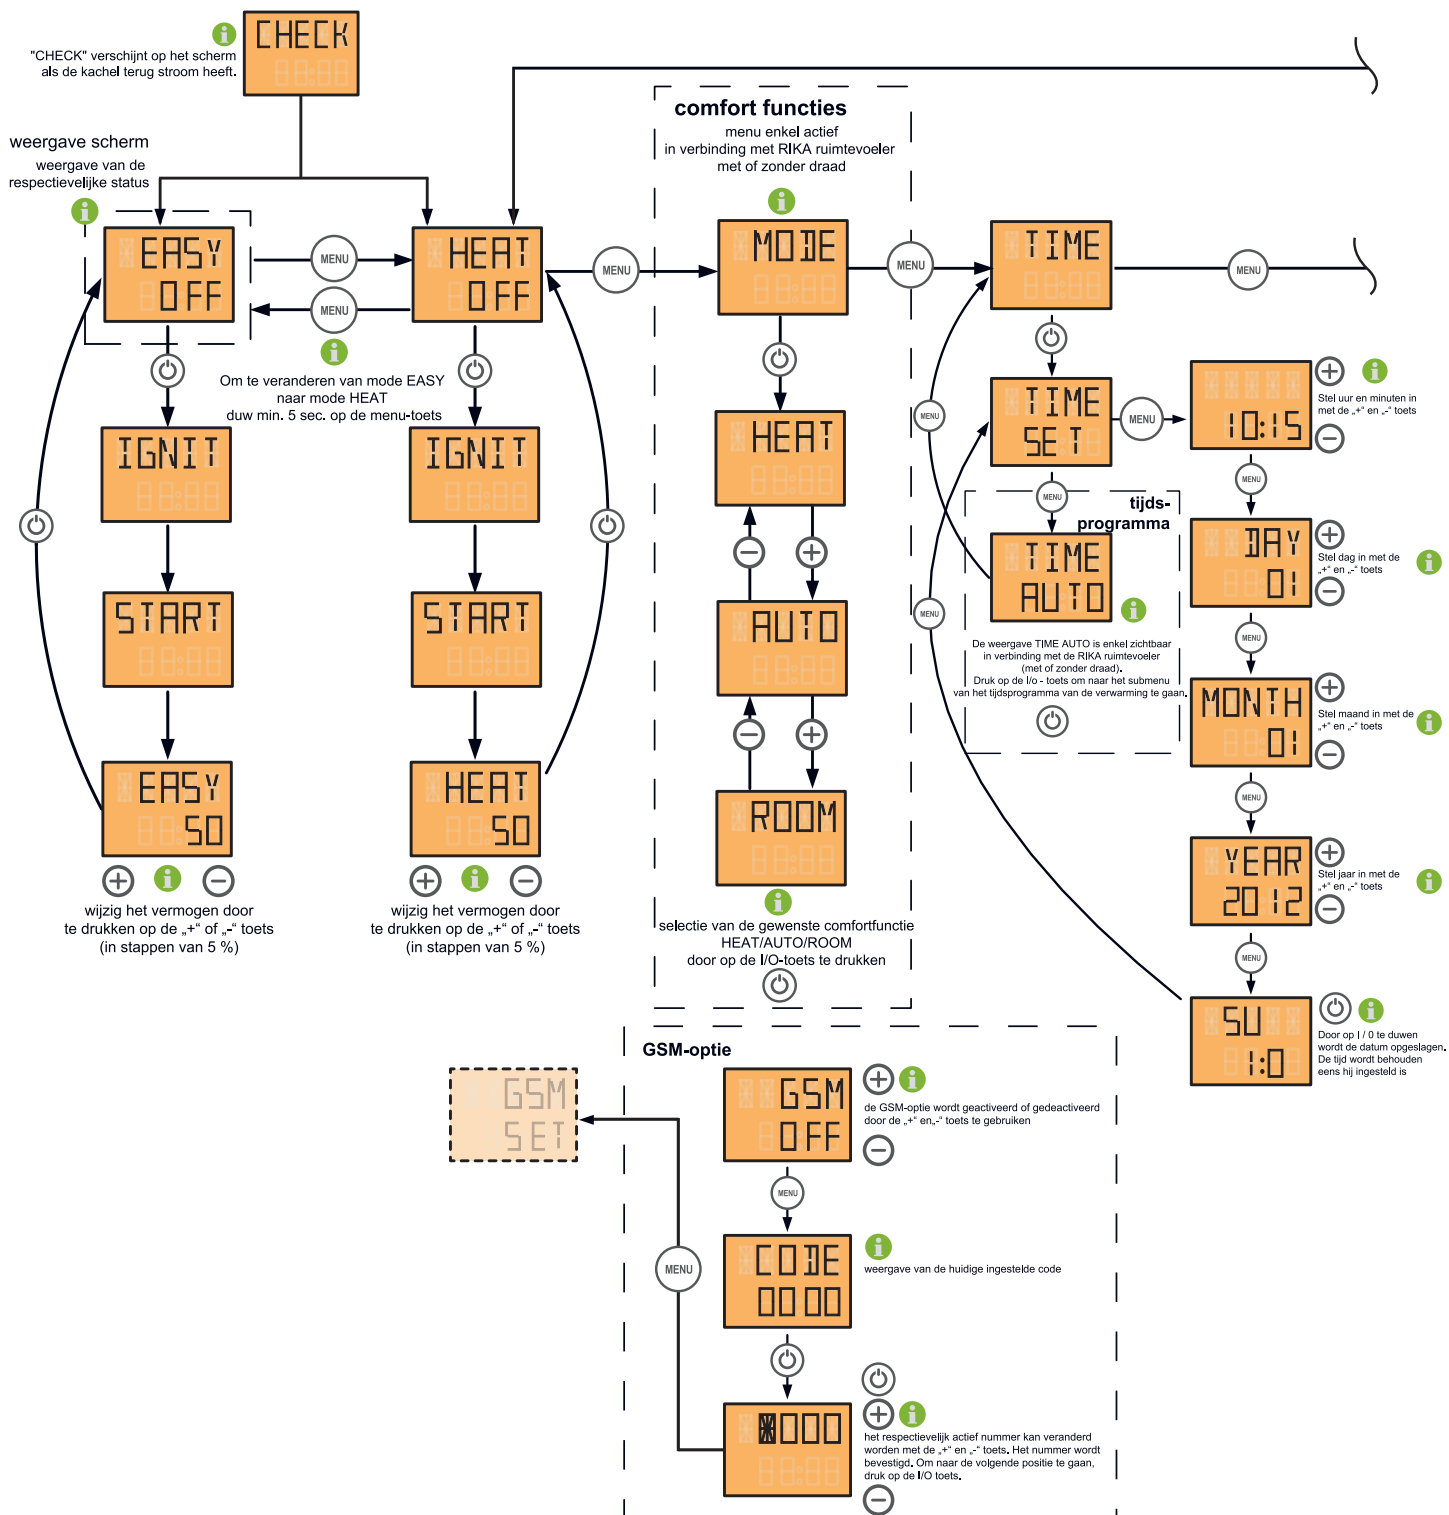 CHECK
"CHECK" verschijnt op het scherm
als de kachel terug stroom heeft.
weergave scherm
weergave van de
respectievelijke status
EASY
OFF
MENU
MENU
Om te veranderen van mode EASY
naar mode HEAT
duw min. 5 sec. op de menu-toets
HEAT
OFF
IGNIT
START
EASY
50
wijzig het vermogen door
te drukken op de „+“ of „-“ toets
(in stappen van 5 %)
IGNIT
START
HEAT
50
wijzig het vermogen door
te drukken op de „+“ of „-“ toets
(in stappen van 5 %)
MENU
comfort functies
menu enkel actief
in verbinding met RIKA ruimtevoeler
met of zonder draad
MODE
HEAT
AUTO
ROOM
selectie van de gewenste comfortfunctie
HEAT/AUTO/ROOM
door op de I/O-toets te drukken
MENU
TIME
MENU
TIME
SET
MENU
MENU
MENU
MENU
tijds-
programma
TIME
AUTO
De weergave TIME AUTO is enkel zichtbaar
in verbinding met de RIKA ruimtevoeler
(met of zonder draad).
Druk op de I/o - toets om naar het submenu
van het tijdsprogramma van de verwarming te gaan.
10:15
Stel uur en minuten in
met de „+“ en „-“ toets
MENU
DAY
01
Stel dag in met de
„+“ en „-“ toets
MENU
MONTH
01
Stel maand in met de
„+“ en „-“ toets
MENU
YEAR
2012
Stel jaar in met de
„+“ en „-“ toets
MENU
SU
1:0
Door op I / 0 te duwen
wordt de datum opgeslagen.
De tijd wordt behouden
eens hij ingesteld is
GSM-optie
GSM
SET
MENU
GSM
OFF
de GSM-optie wordt geactiveerd of gedeactiveerd
door de „+“ en„-“ toets te gebruiken
MENU
CODE
0000
weergave van de huidige ingestelde code
000
het respectievelijk actief nummer kan veranderd
worden met de „+“ en „-“ toets. Het nummer wordt
bevestigd. Om naar de volgende positie te gaan,
druk op de I/O toets.